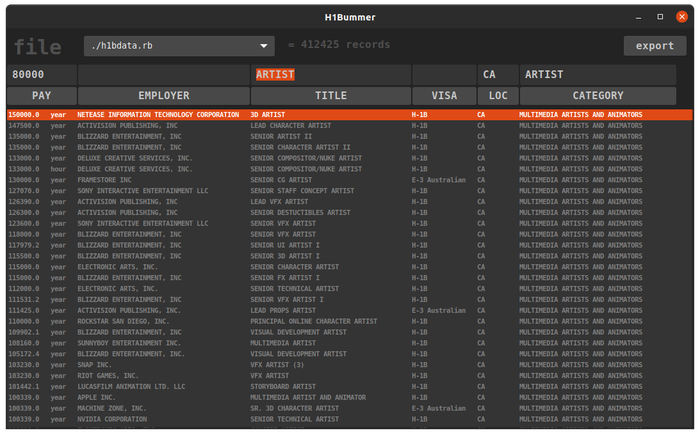 H1Bummer
file ./h1bdata.rb = 412425 records export
80000 ARTIST CA ARTIST
PAY EMPLOYER TITLE VISA LOC CATEGORY
150000.0 year NETEASE INFORMATION TECHNOLOGY CORPORATION 3D ARTIST H-1B CA MULTIMEDIA ARTISTS AND ANIMATORS
147500.0 year ACTIVISION PUBLISHING, INC LEAD CHARACTER ARTIST H-1B CA MULTIMEDIA ARTISTS AND ANIMATORS
135000.0 year BLIZZARD ENTERTAINMENT, INC SENIOR ARTIST II H-1B CA MULTIMEDIA ARTISTS AND ANIMATORS
135000.0 year BLIZZARD ENTERTAINMENT, INC SENIOR CHARACTER ARTIST II H-1B CA MULTIMEDIA ARTISTS AND ANIMATORS
133000.0 year DELUXE CREATIVE SERVICES, INC. SENIOR COMPOSITOR/NUKE ARTIST H-1B CA MULTIMEDIA ARTISTS AND ANIMATORS
133000.0 hour DELUXE CREATIVE SERVICES, INC. SENIOR COMPOSITOR/NUKE ARTIST H-1B CA MULTIMEDIA ARTISTS AND ANIMATORS
130000.0 year FRAMESTORE INC SENIOR CG ARTIST E-3 Australian CA MULTIMEDIA ARTISTS AND ANIMATORS
127070.0 year SONY INTERACTIVE ENTERTAINMENT LLC SENIOR STAFF CONCEPT ARTIST H-1B CA MULTIMEDIA ARTISTS AND ANIMATORS
126390.0 year ACTIVISION PUBLISHING, INC LEAD VFX ARTIST H-1B CA MULTIMEDIA ARTISTS AND ANIMATORS
126300.0 year ACTIVISION PUBLISHING, INC SENIOR DESTUCTIBLES ARTIST H-1B CA MULTIMEDIA ARTISTS AND ANIMATORS
123600.0 year SONY INTERACTIVE ENTERTAINMENT LLC SENIOR VFX ARTIST H-1B CA MULTIMEDIA ARTISTS AND ANIMATORS
118000.0 year BLIZZARD ENTERTAINMENT, INC SENIOR VFX ARTIST H-1B CA MULTIMEDIA ARTISTS AND ANIMATORS
117979.2 year BLIZZARD ENTERTAINMENT, INC SENIOR UI ARTIST I H-1B CA MULTIMEDIA ARTISTS AND ANIMATORS
115500.0 year BLIZZARD ENTERTAINMENT, INC SENIOR 3D ARTIST I H-1B CA MULTIMEDIA ARTISTS AND ANIMATORS
115000.0 year ELECTRONIC ARTS, INC. SENIOR CHARACTER ARTIST H-1B CA MULTIMEDIA ARTISTS AND ANIMATORS
115000.0 year BLIZZARD ENTERTAINMENT, INC. SENIOR FX ARTIST I H-1B CA MULTIMEDIA ARTISTS AND ANIMATORS
112000.0 year ELECTRONIC ARTS, INC. SENIOR TECHNICAL ARTIST H-1B CA MULTIMEDIA ARTISTS AND ANIMATORS
111531.2 year BLIZZARD ENTERTAINMENT, INC SENIOR VFX ARTIST I H-1B CA MULTIMEDIA ARTISTS AND ANIMATORS
111425.0 year ACTIVISION PUBLISHING, INC. LEAD PROPS ARTIST E-3 Australian CA MULTIMEDIA ARTISTS AND ANIMATORS
110000.0 year ROCKSTAR SAN DIEGO, INC. PRINCIPAL ONLINE CHARACTER ARTIST H-1B CA MULTIMEDIA ARTISTS AND ANIMATORS
109982.1 year BLIZZARD ENTERTAINMENT, INC. VISUAL DEVELOPMENT ARTIST H-1B CA MULTIMEDIA ARTISTS AND ANIMATORS
108160.0 year SUNNYBOY ENTERTAINMENT, INC MULTIMEDIA ARTIST H-1B CA MULTIMEDIA ARTISTS AND ANIMATORS
105172.4 year BLIZZARD ENTERTAINMENT, INC. VISUAL DEVELOPMENT ARTIST H-1B CA MULTIMEDIA ARTISTS AND ANIMATORS
103230.0 year SNAP INC. VFX ARTIST (3) H-1B CA MULTIMEDIA ARTISTS AND ANIMATORS
103230.0 year RIOT GAMES, INC. VFX ARTIST H-1B CA MULTIMEDIA ARTISTS AND ANIMATORS
101442.1 year LUCASFILM ANIMATION LTD. LLC STORYBOARD ARTIST H-1B CA MULTIMEDIA ARTISTS AND ANIMATORS
100339.0 year APPLE INC. MULTIMEDIA ARTIST AND ANIMATOR H-1B CA MULTIMEDIA ARTISTS AND ANIMATORS
100339.0 year MACHINE ZONE, INC. SR. 3D CHARACTER ARTIST E-3 Australian CA MULTIMEDIA ARTISTS AND ANIMATORS
100339.0 year NVIDIA CORPORATION SENIOR TECHNICAL ARTIST H-1B CA MULTIMEDIA ARTISTS AND ANIMATORS